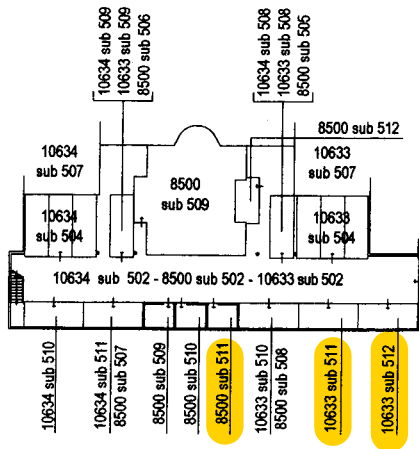 10634 sub 509
10633 sub 509
8500 sub 506
10634 sub 508
10633 sub 508
8500 sub 505
8500 sub 512
10634
sub 507
10633
sub 507
8500
sub 509
10634
sub 504
10633
sub 504
10634 sub 502 - 8500 sub 502 - 10633 sub 502
10634 sub 510
10634 sub 511
8500 sub 507
8500 sub 509
8500 sub 510
8500 sub 511
10633 sub 510
8500 sub 508
10633 sub 511
10633 sub 512